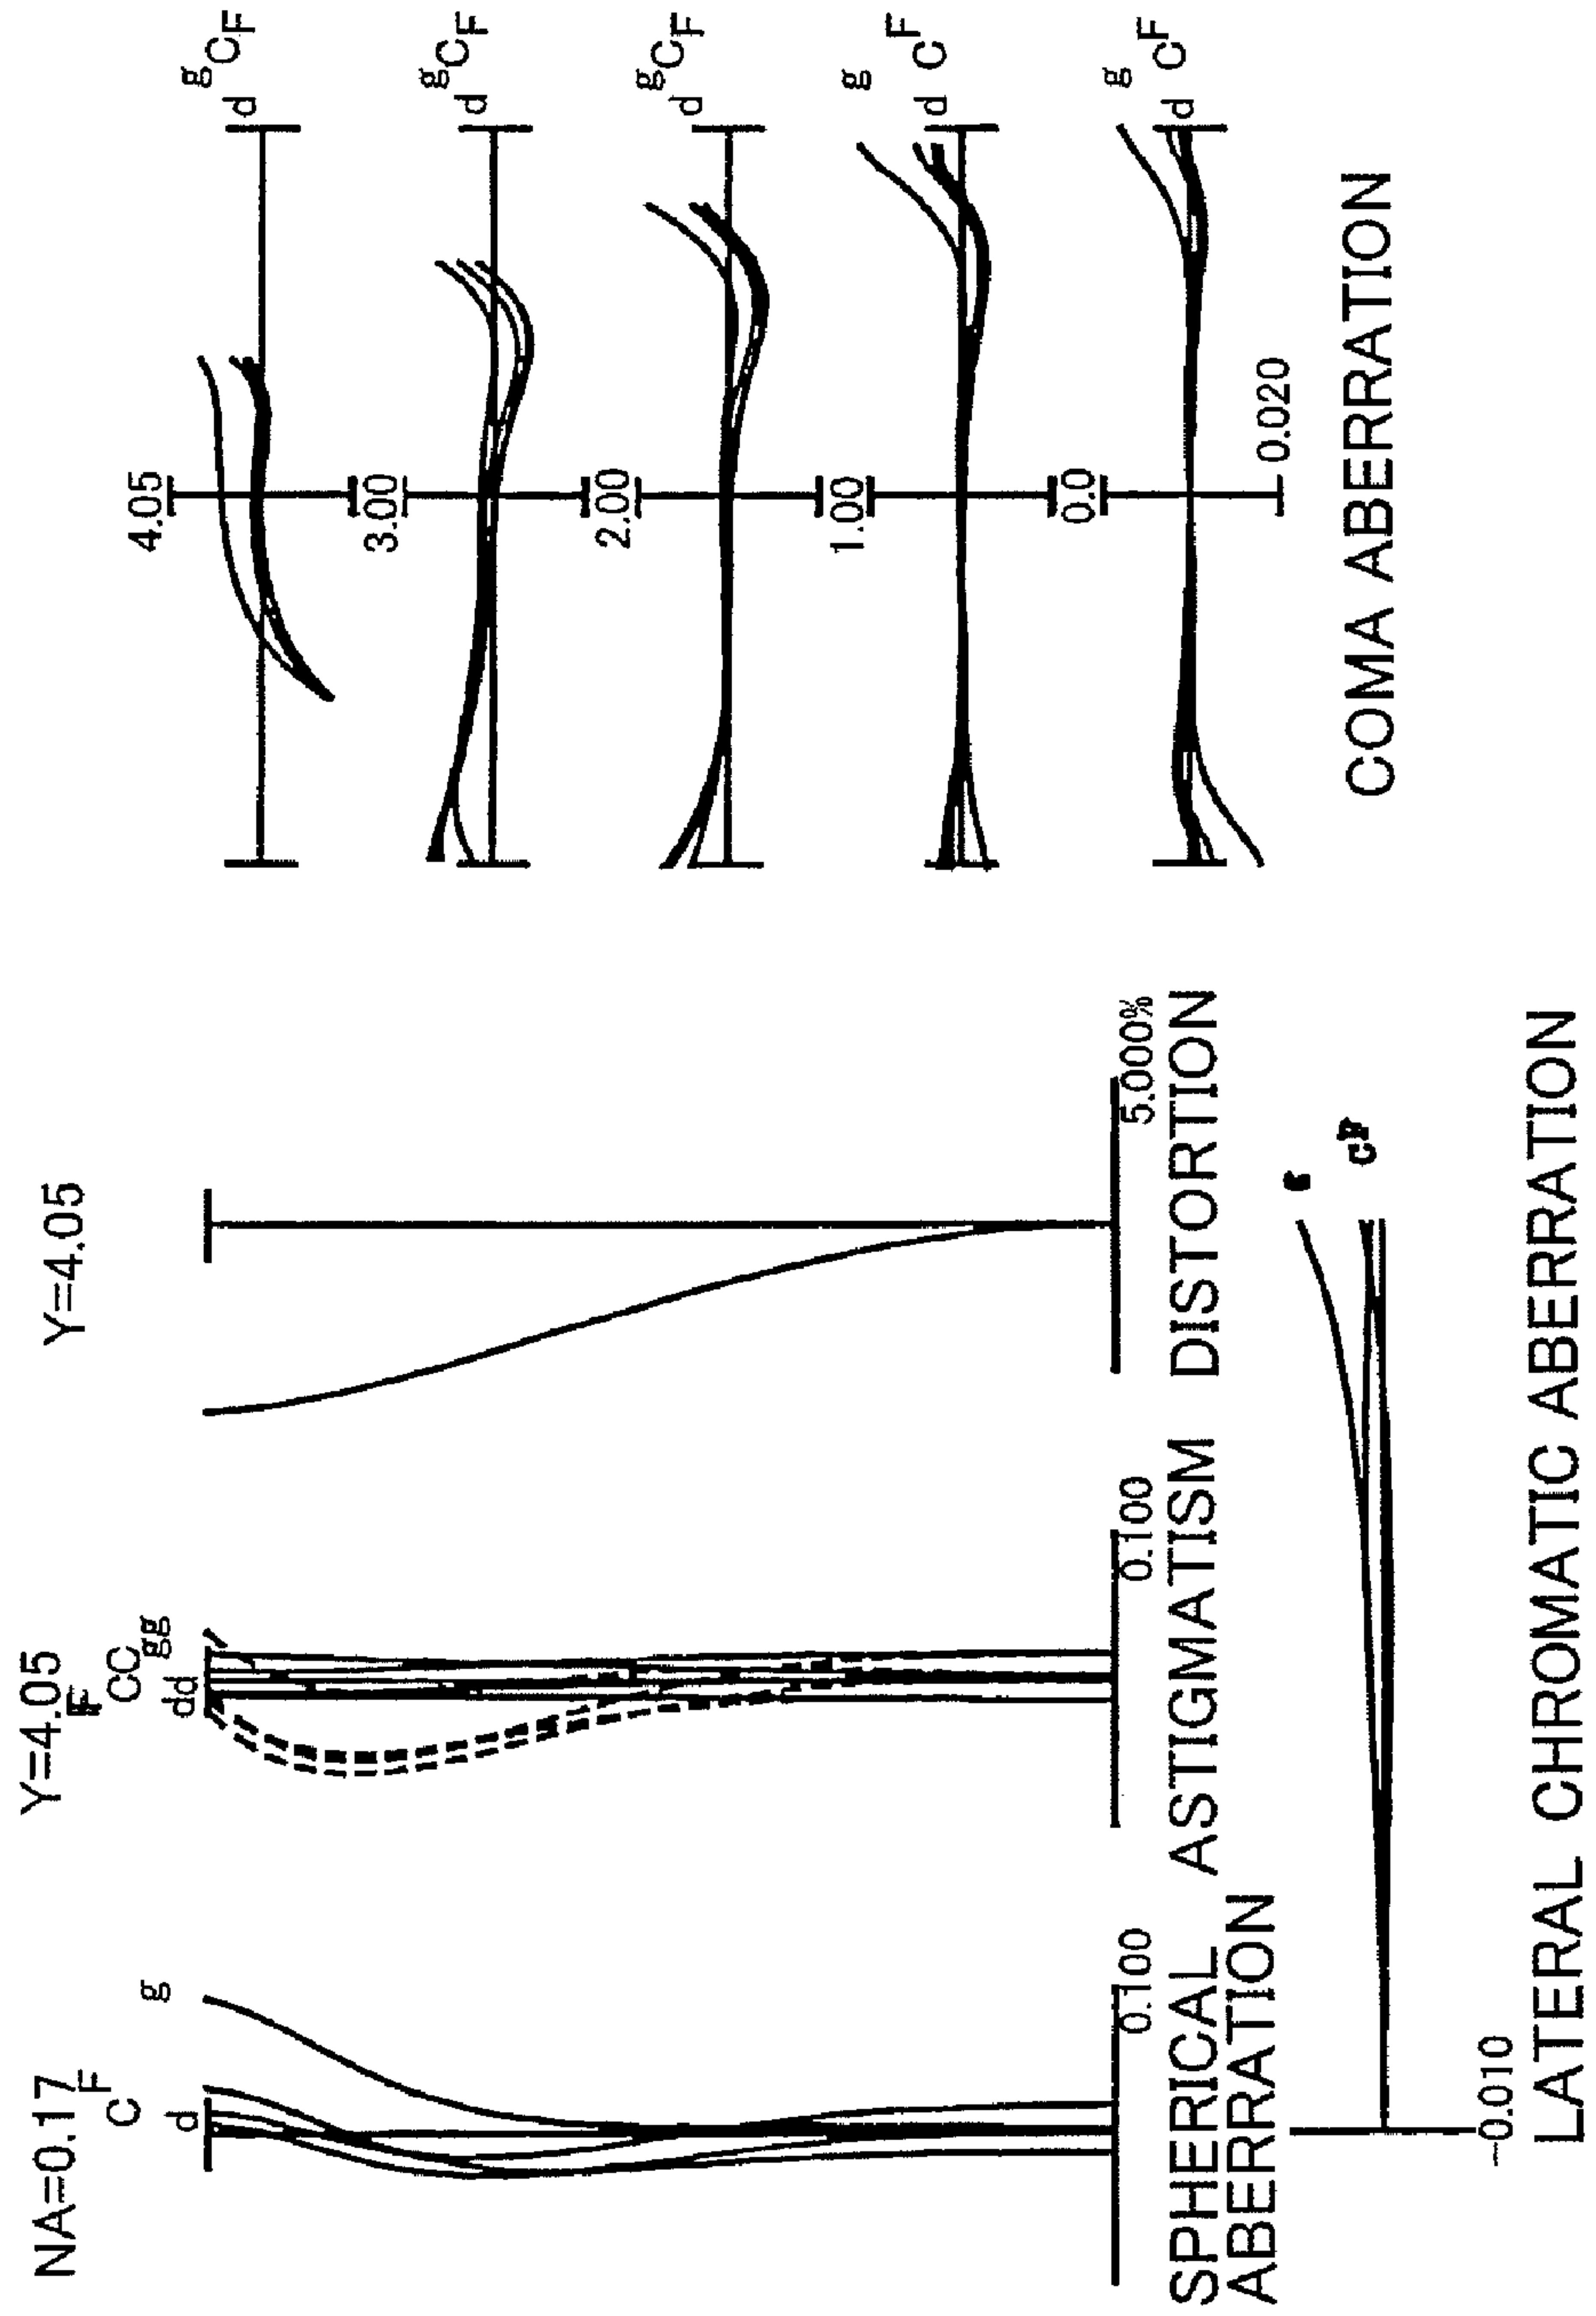 NA=0.17
C F
d
g
0.100
SPHERICAL
ABERRATION
Y=4.05
F
CC
dd
gg
0.100
ASTIGMATISM
Y=4.05
5.000%
DISTORTION
4.05
g
C F
d
3.00
g
C F
d
2.00
g
C F
d
1.00
g
C F
d
0.0
g
C F
d
0.020
COMA ABERRATION
C F
-0.010
LATERAL CHROMATIC ABERRATION